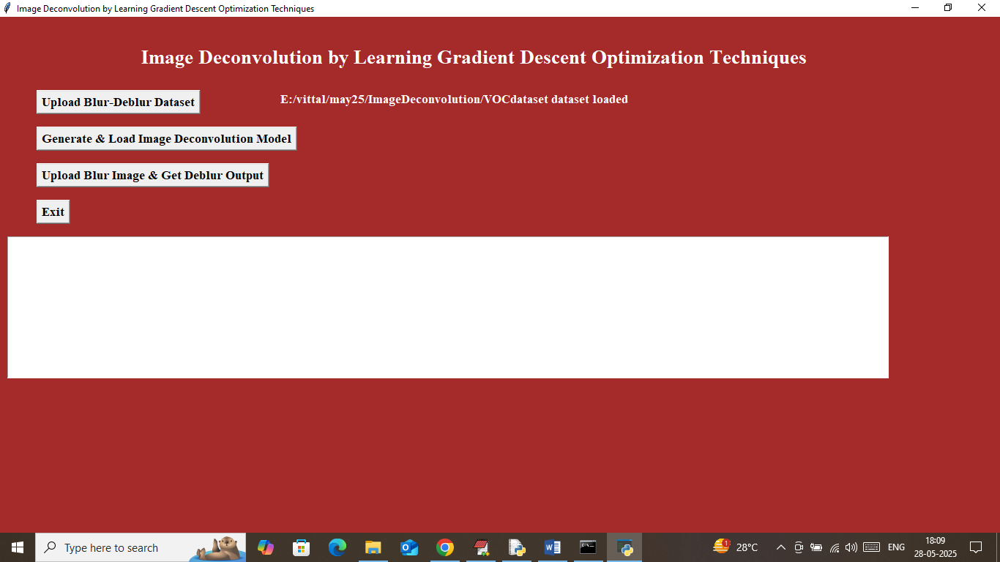 Image Deconvolution by Learning Gradient Descent Optimization Techniques
Image Deconvolution by Learning Gradient Descent Optimization Techniques
Upload Blur-Deblur Dataset
E:/vittal/may25/ImageDeconvolution/VOCdataset dataset loaded
Generate & Load Image Deconvolution Model
Upload Blur Image & Get Deblur Output
Exit
Type here to search
1
28°C
ENG
18:09
28-05-2025